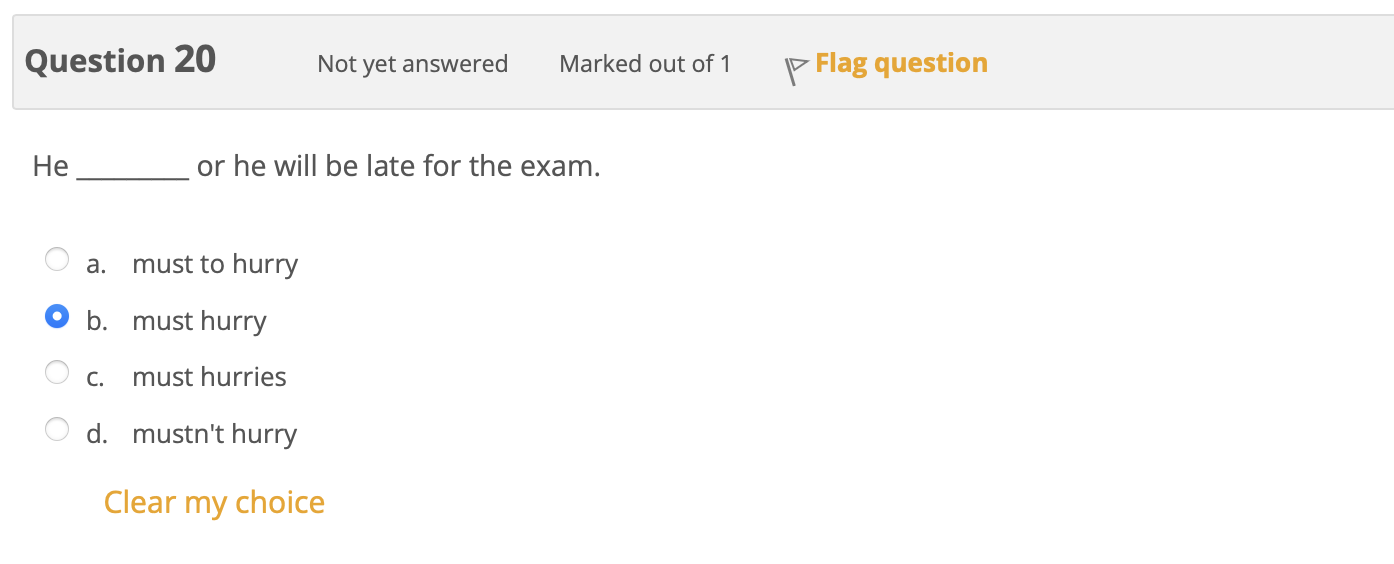 Question 20 Not yet answered Marked out of 1 Flag question
He ________ or he will be late for the exam.
a. must to hurry
b. must hurry
c. must hurries
d. mustn't hurry
Clear my choice